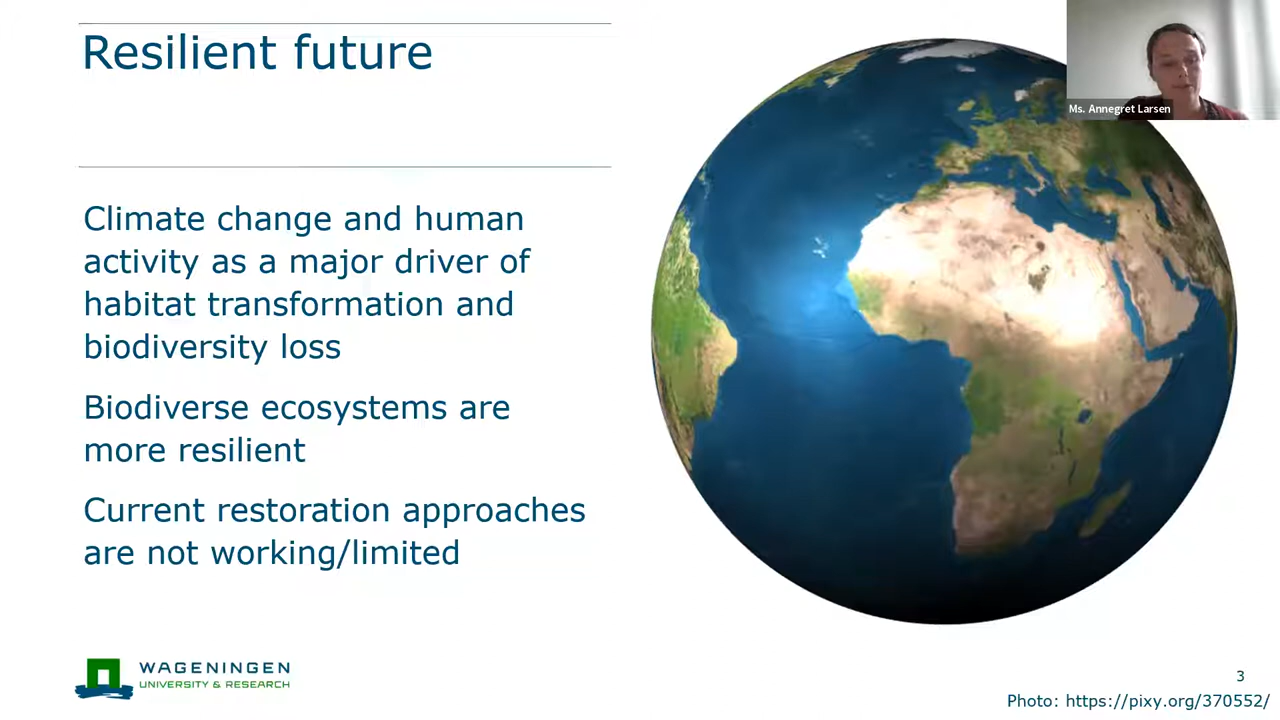 Resilient future
Ms. Annegret Larsen
Climate change and human
activity as a major driver of
habitat transformation and
biodiversity loss
Biodiverse ecosystems are
more resilient
Current restoration approaches
are not working/limited
WAGENINGEN
UNIVERSITY & RESEARCH
3
Photo: https://pixy.org/370552/